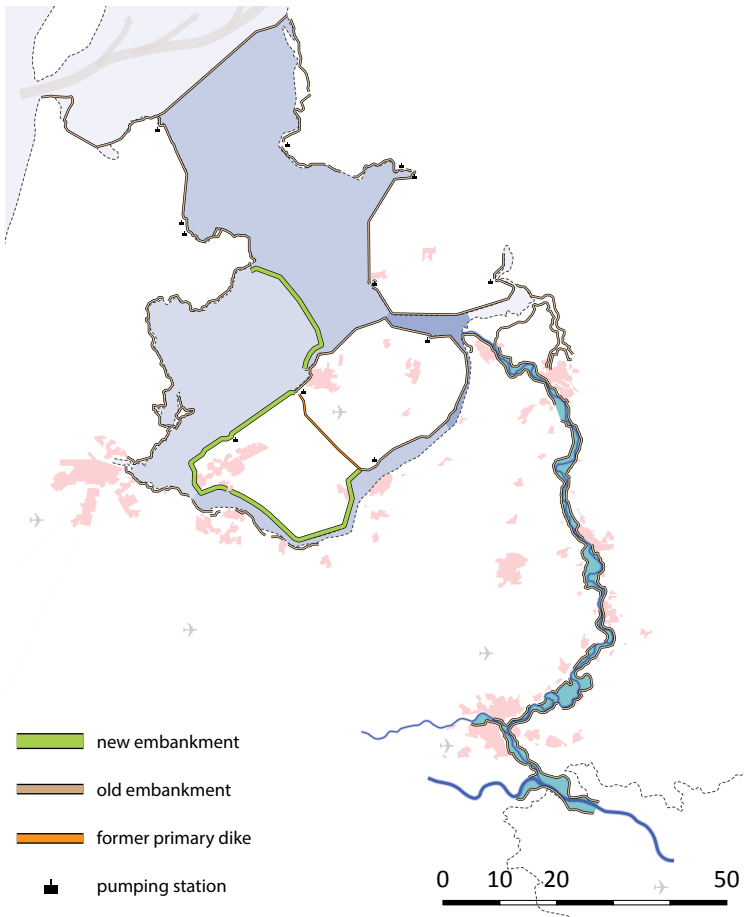 new embankment
old embankment
former primary dike
pumping station
0 10 20 50